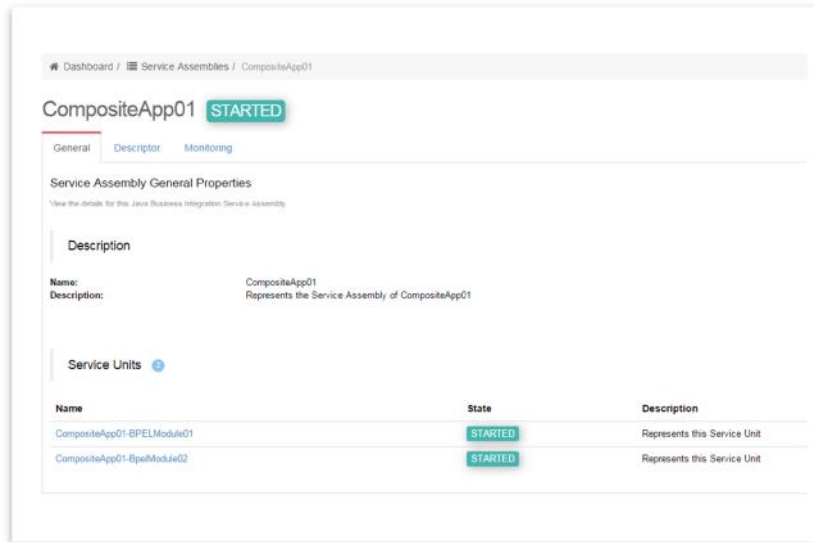 Dashboard / Service Assemblies / CompositeApp01
CompositeApp01 STARTED
General Descriptor Monitoring
Service Assembly General Properties
View the details for this Java Business Integration Service Assembly
Description
Name: CompositeApp01
Description: Represents the Service Assembly of CompositeApp01
Service Units 2
Name State Description
CompositeApp01-BPELModule01 STARTED Represents this Service Unit
CompositeApp01-BpelModule02 STARTED Represents this Service Unit